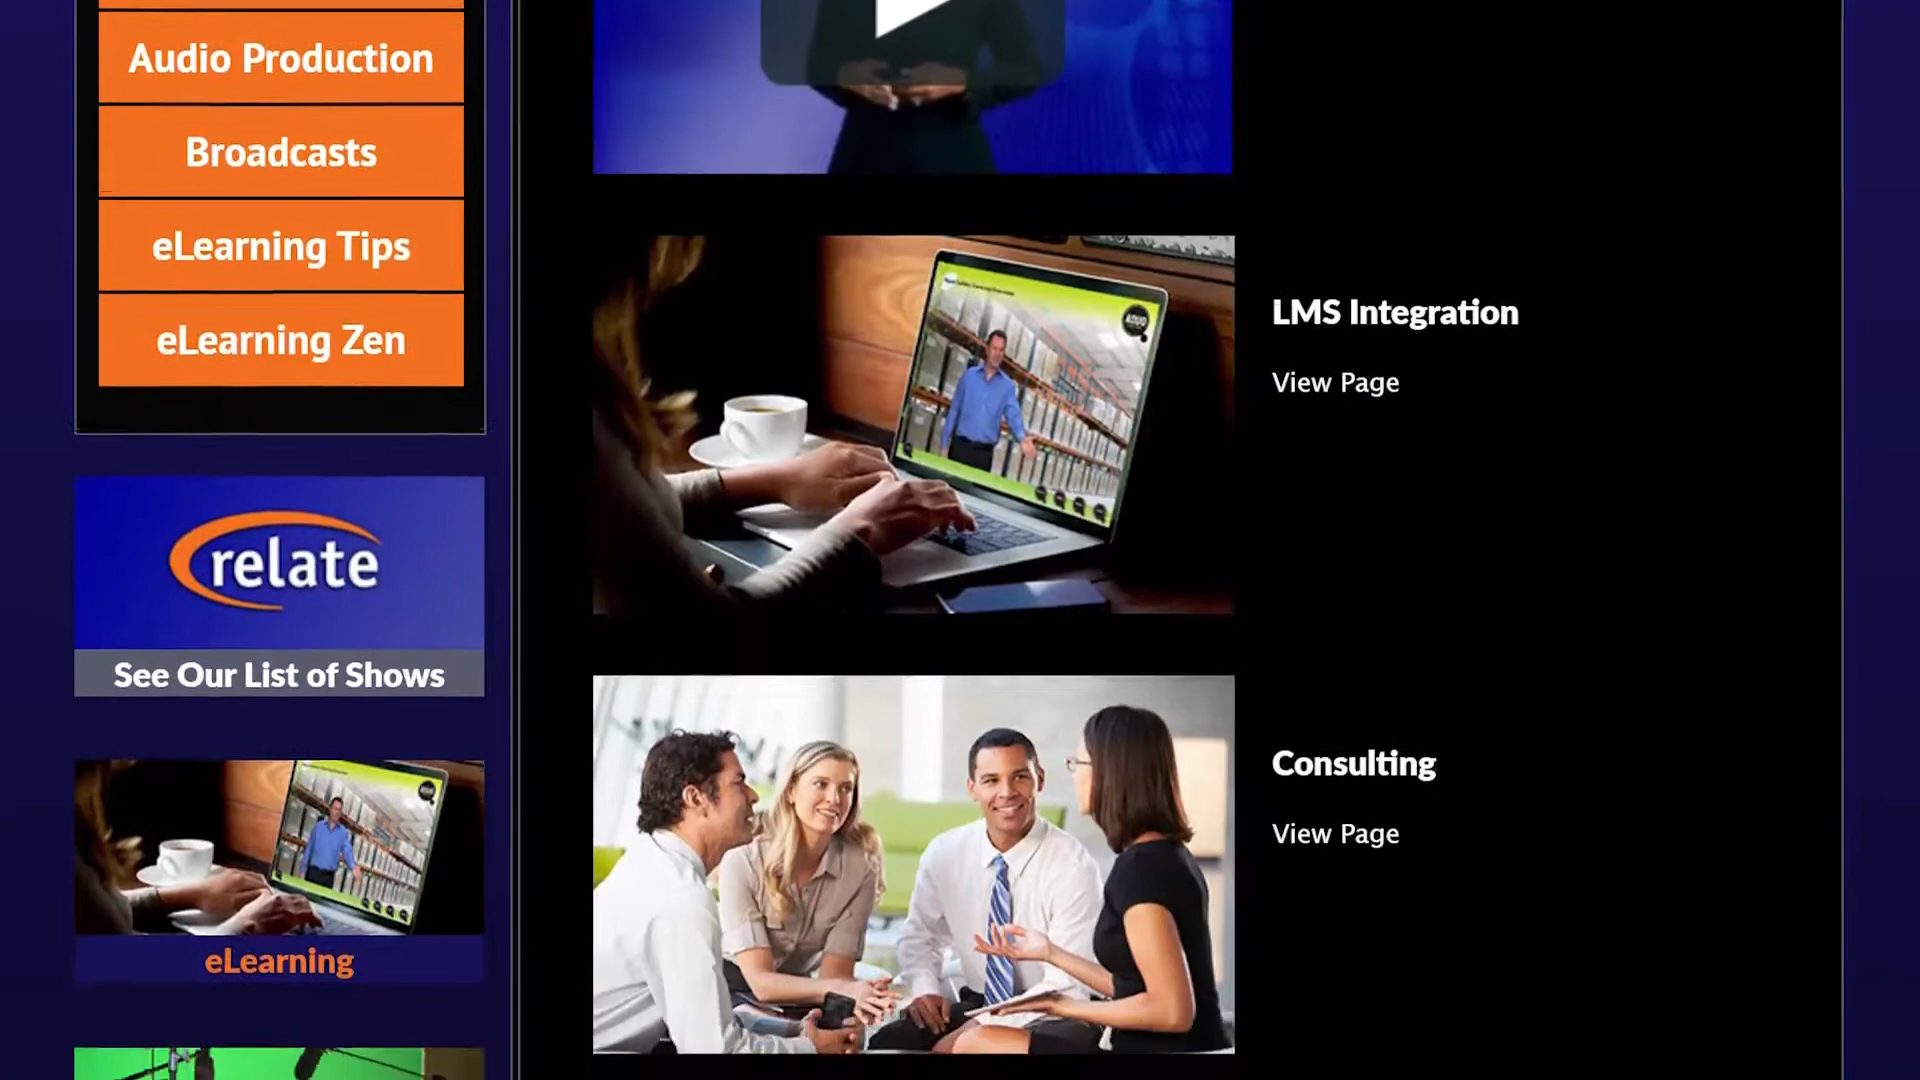 Audio Production
Broadcasts
eLearning Tips
eLearning Zen
relate
See Our List of Shows
eLearning
LMS Integration
View Page
Consulting
View Page